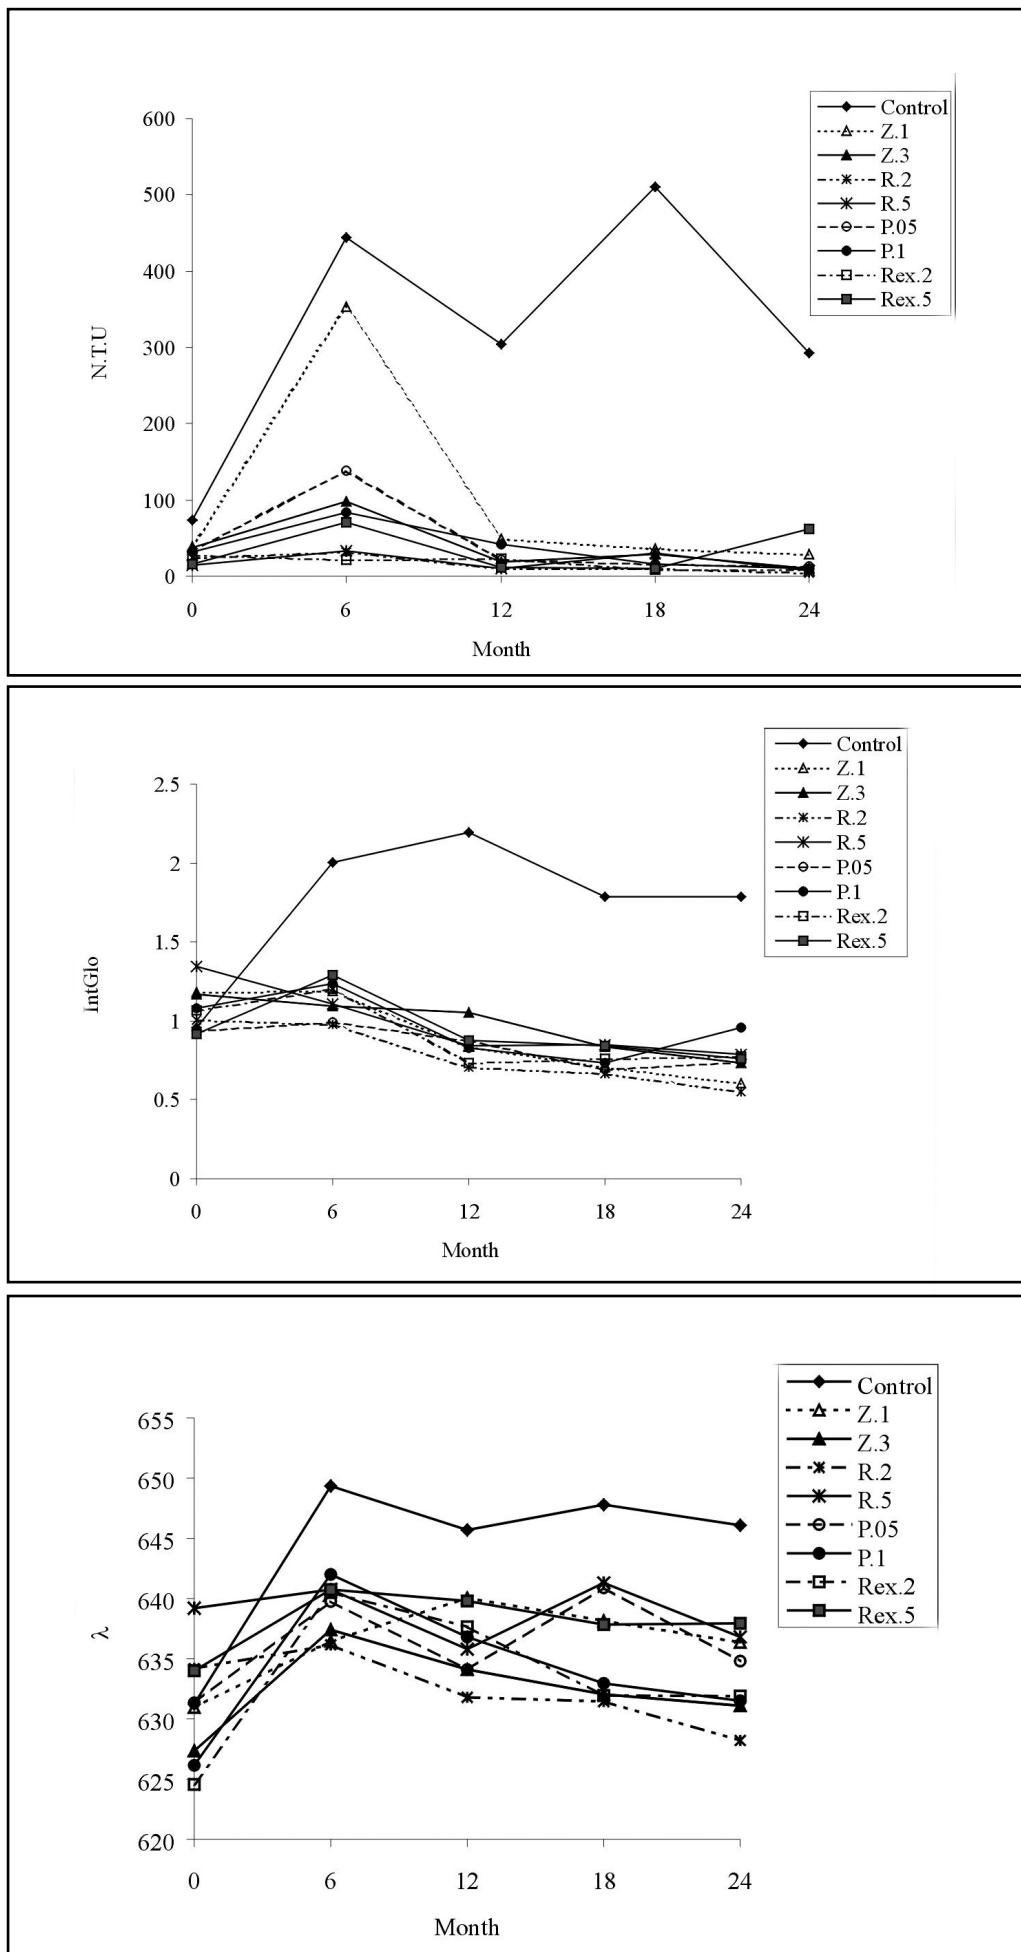 600
500
400
300
200
100
0
N.T.U
0 6 12 18 24
Month
Control
Z.1
Z.3
R.2
R.5
P.05
P.1
Rex.2
Rex.5
2.5
2
1.5
1
0.5
0
IntGlo
0 6 12 18 24
Month
Control
Z.1
Z.3
R.2
R.5
P.05
P.1
Rex.2
Rex.5
655
650
645
640
635
630
625
620
λ
0 6 12 18 24
Month
Control
Z.1
Z.3
R.2
R.5
P.05
P.1
Rex.2
Rex.5